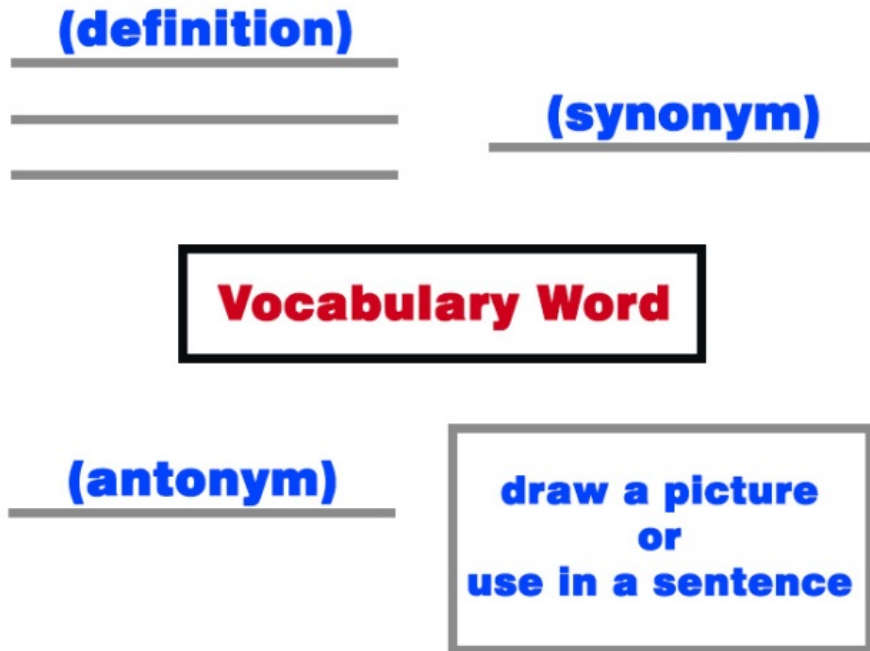 (definition)
(synonym)
Vocabulary Word
(antonym)
draw a picture
or
use in a sentence